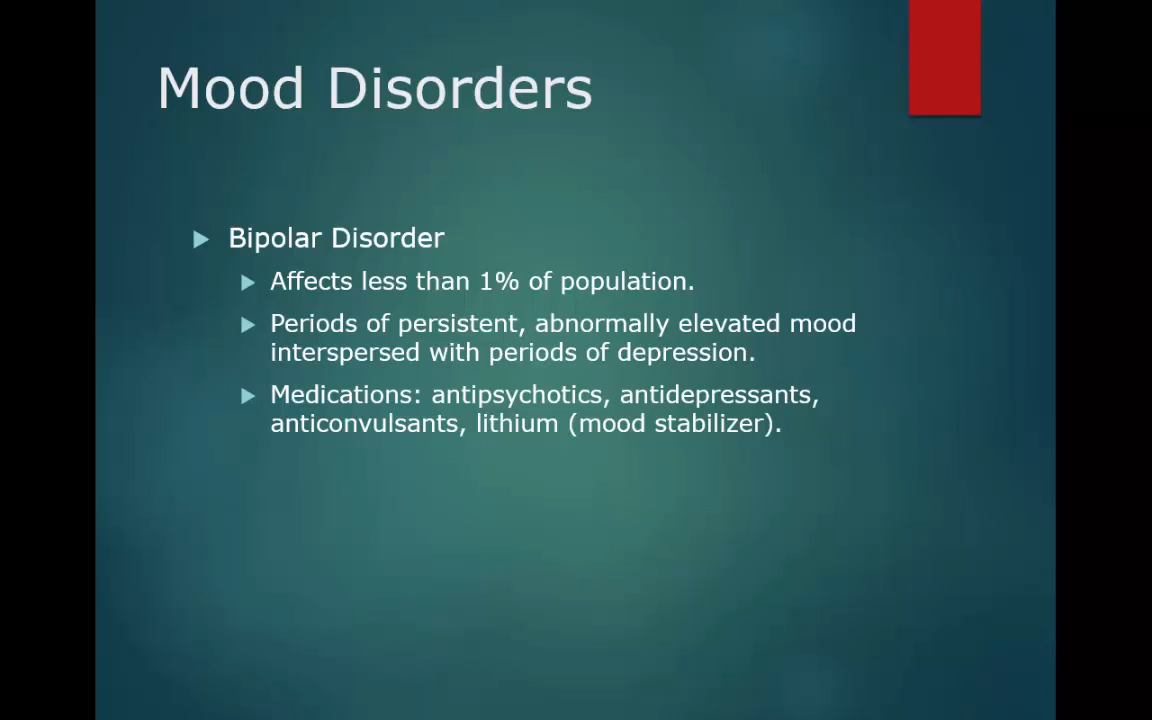 Mood Disorders
Bipolar Disorder
Affects less than 1% of population.
Periods of persistent, abnormally elevated mood
interspersed with periods of depression.
Medications: antipsychotics, antidepressants,
anticonvulsants, lithium (mood stabilizer).